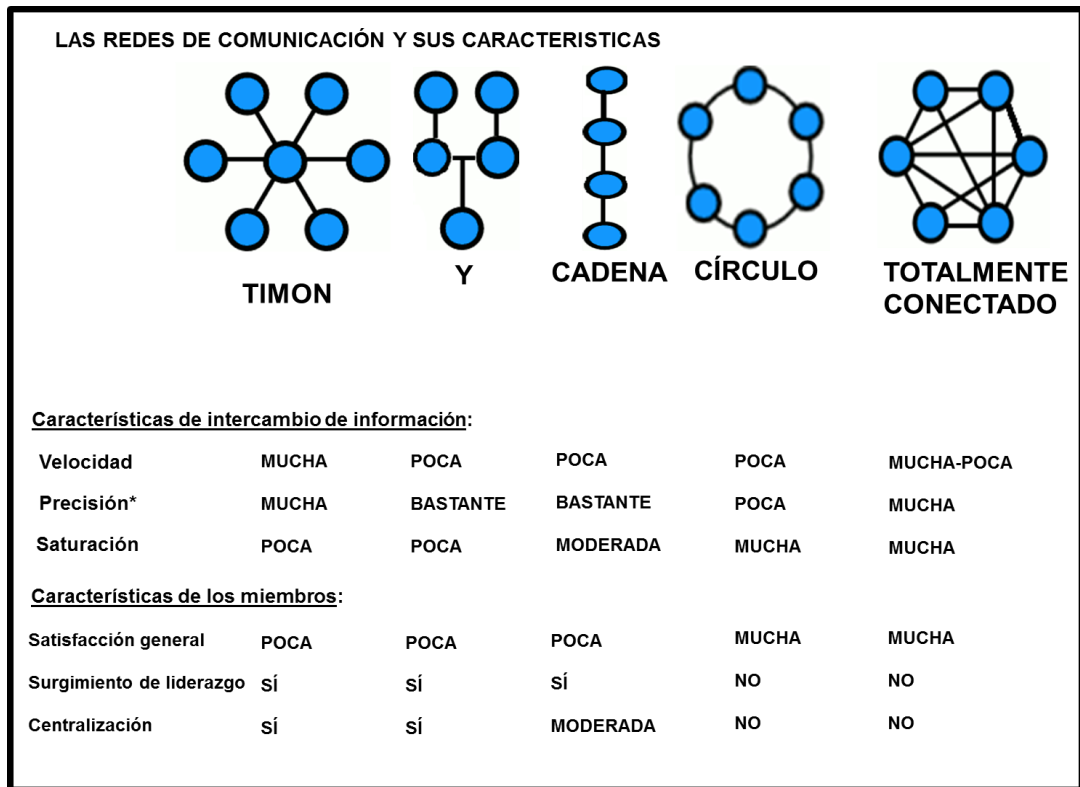 LAS REDES DE COMUNICACIÓN Y SUS CARACTERISTICAS
TIMON
Y
CADENA
CÍRCULO
TOTALMENTE
CONECTADO
Características de intercambio de información:
Velocidad MUCHA POCA POCA POCA MUCHA-POCA
Precisión* MUCHA BASTANTE BASTANTE POCA MUCHA
Saturación POCA POCA MODERADA MUCHA MUCHA
Características de los miembros:
Satisfacción general POCA POCA POCA MUCHA MUCHA
Surgimiento de liderazgo SÍ SÍ SÍ NO NO
Centralización SÍ SÍ MODERADA NO NO